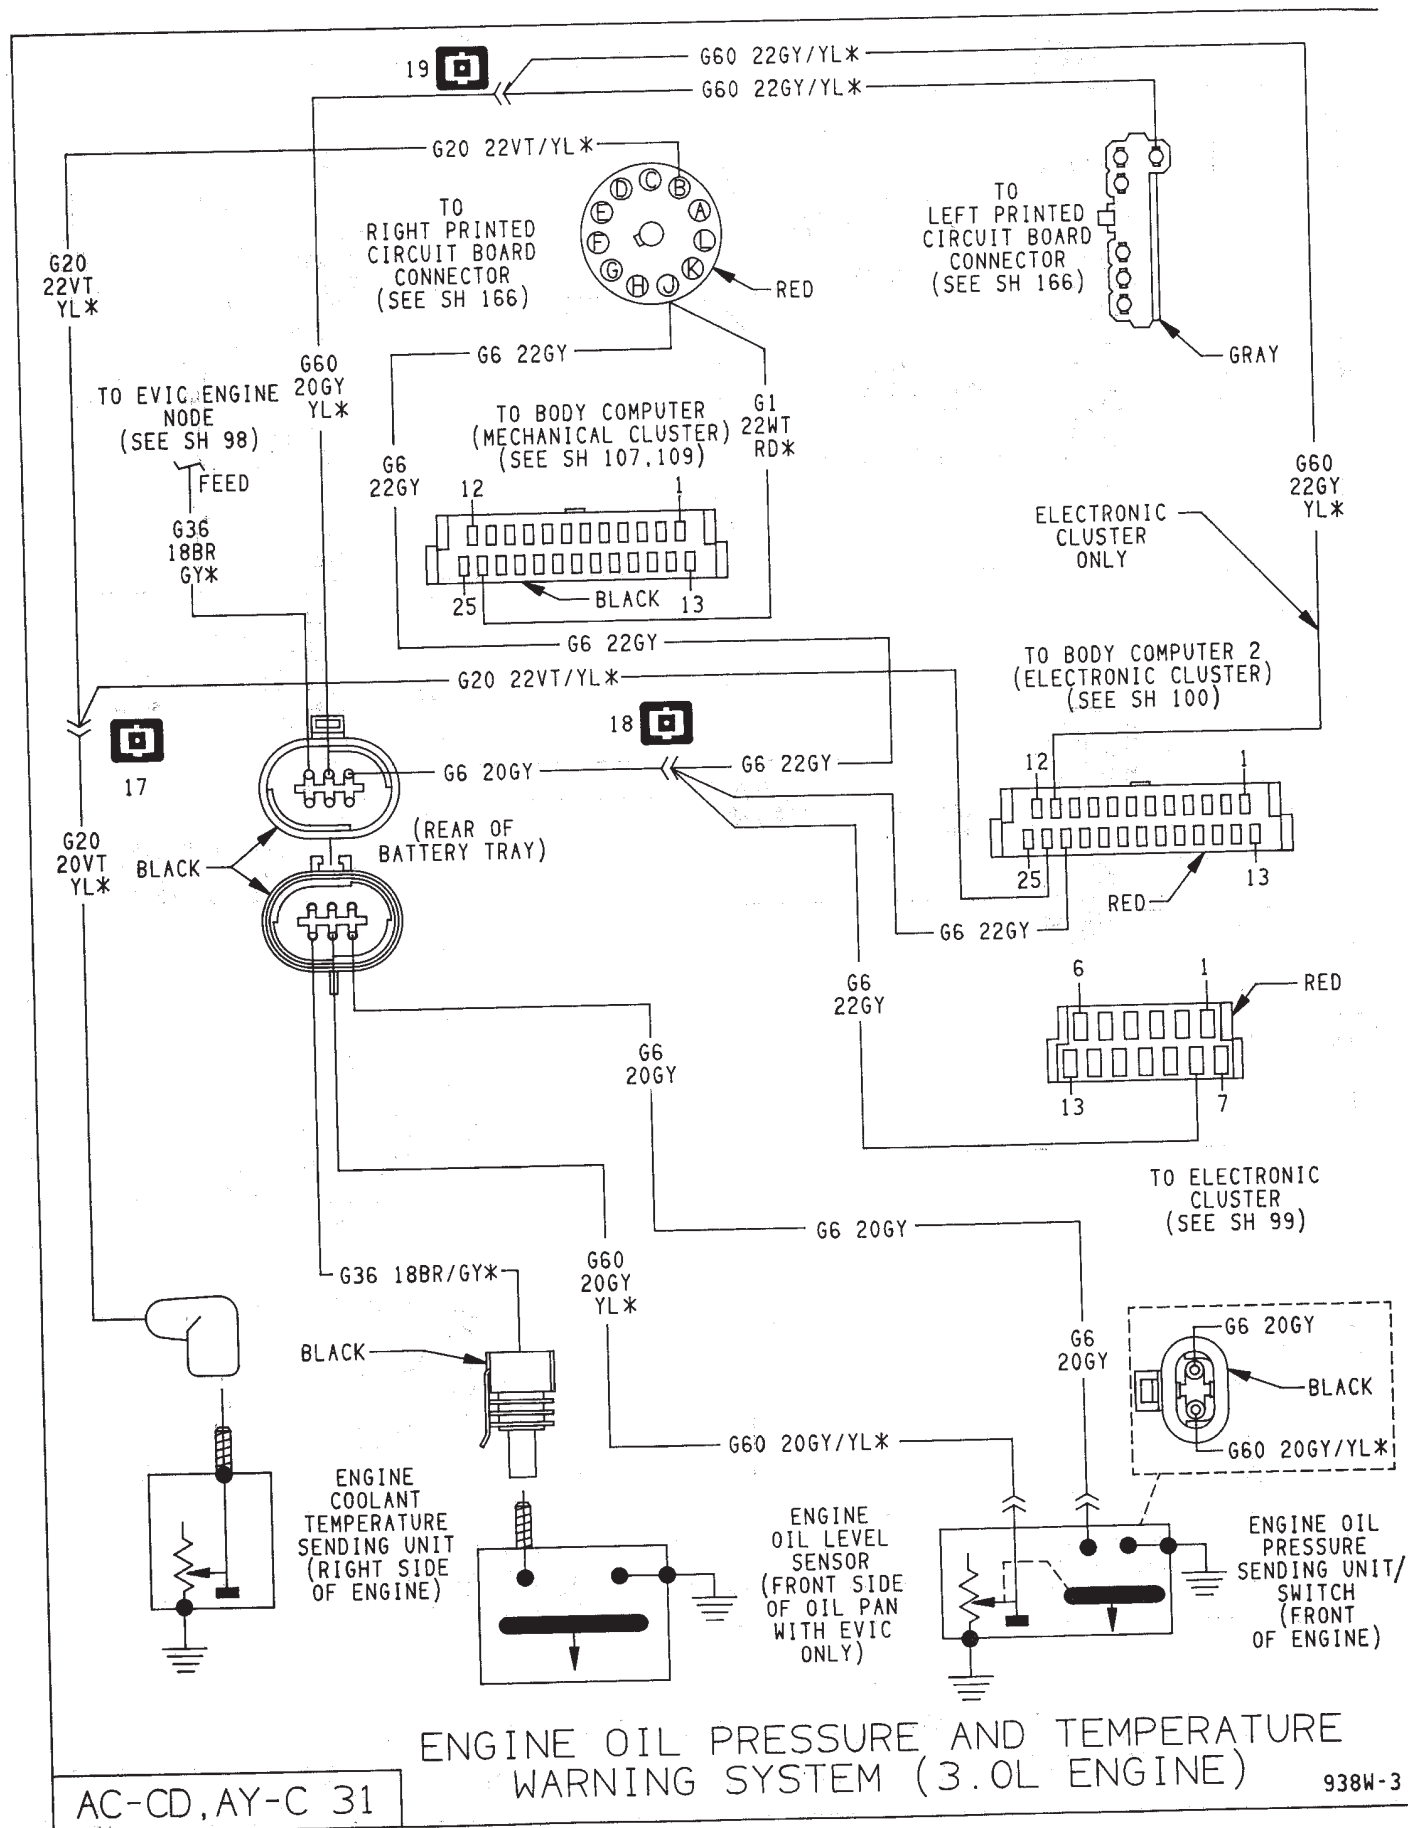 19
G60 22GY/YL*
G60 22GY/YL*
G20 22VT/YL*
C
D
B
E
A
F
L
G
K
H
J
TO
RIGHT PRINTED
CIRCUIT BOARD
CONNECTOR
(SEE SH 166)
RED
TO
LEFT PRINTED
CIRCUIT BOARD
CONNECTOR
(SEE SH 166)
GRAY
G20
22VT
YL*
G60
20GY
YL*
G6 22GY
G1
22WT
RD*
TO EVIC ENGINE
NODE
(SEE SH 98)
FEED
G36
18BR
GY*
TO BODY COMPUTER
(MECHANICAL CLUSTER)
(SEE SH 107,109)
G6
22GY
12
1
25
BLACK
13
G60
22GY
YL*
ELECTRONIC
CLUSTER
ONLY
G6 22GY
G20 22VT/YL*
TO BODY COMPUTER 2
(ELECTRONIC CLUSTER)
(SEE SH 100)
17
18
G6 20GY
G6 22GY
12
1
25
13
RED
G20
20VT
YL*
BLACK
(REAR OF
BATTERY TRAY)
G6 22GY
G6
22GY
6
1
RED
13
7
G6
20GY
TO ELECTRONIC
CLUSTER
(SEE SH 99)
G6 20GY
G36 18BR/GY*
G60
20GY
YL*
G6
20GY
G6 20GY
BLACK
G60 20GY/YL*
BLACK
G60 20GY/YL*
ENGINE
COOLANT
TEMPERATURE
SENDING UNIT
(RIGHT SIDE
OF ENGINE)
ENGINE
OIL LEVEL
SENSOR
(FRONT SIDE
OF OIL PAN
WITH EVIC
ONLY)
ENGINE OIL
PRESSURE
SENDING UNIT/
SWITCH
(FRONT
OF ENGINE)
ENGINE OIL PRESSURE AND TEMPERATURE
WARNING SYSTEM (3.0L ENGINE)
AC-CD,AY-C 31
938W-3